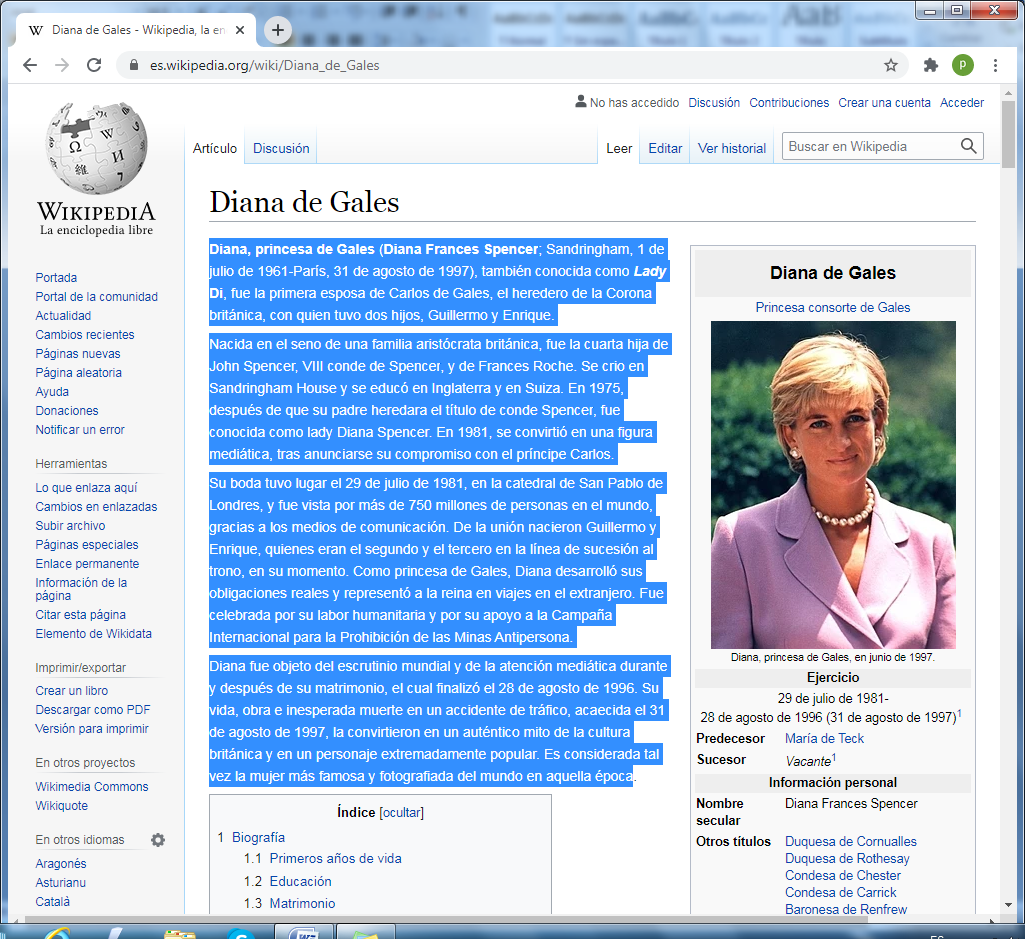 Diana de Gales - Wikipedia, la en
es.wikipedia.org/wiki/Diana_de_Gales
P
No has accedido Discusión Contribuciones Crear una cuenta Acceder
Artículo Discusión Leer Editar Ver historial Buscar en Wikipedia
WIKIPEDIA
La enciclopedia libre
Portada
Portal de la comunidad
Actualidad
Cambios recientes
Páginas nuevas
Página aleatoria
Ayuda
Donaciones
Notificar un error
Herramientas
Lo que enlaza aquí
Cambios en enlazadas
Subir archivo
Páginas especiales
Enlace permanente
Información de la
página
Citar esta página
Elemento de Wikidata
Imprimir/exportar
Crear un libro
Descargar como PDF
Versión para imprimir
En otros proyectos
Wikimedia Commons
Wikiquote
En otros idiomas
Aragonés
Asturianu
Català
Diana de Gales
Diana, princesa de Gales (Diana Frances Spencer; Sandringham, 1 de
julio de 1961-París, 31 de agosto de 1997), también conocida como Lady
Di, fue la primera esposa de Carlos de Gales, el heredero de la Corona
británica, con quien tuvo dos hijos, Guillermo y Enrique.
Nacida en el seno de una familia aristócrata británica, fue la cuarta hija de
John Spencer, VIII conde de Spencer, y de Frances Roche. Se crio en
Sandringham House y se educó en Inglaterra y en Suiza. En 1975,
después de que su padre heredara el título de conde Spencer, fue
conocida como lady Diana Spencer. En 1981, se convirtió en una figura
mediática, tras anunciarse su compromiso con el príncipe Carlos.
Su boda tuvo lugar el 29 de julio de 1981, en la catedral de San Pablo de
Londres, y fue vista por más de 750 millones de personas en el mundo,
gracias a los medios de comunicación. De la unión nacieron Guillermo y
Enrique, quienes eran el segundo y el tercero en la línea de sucesión al
trono, en su momento. Como princesa de Gales, Diana desarrolló sus
obligaciones reales y representó a la reina en viajes en el extranjero. Fue
celebrada por su labor humanitaria y por su apoyo a la Campaña
Internacional para la Prohibición de las Minas Antipersona.
Diana fue objeto del escrutinio mundial y de la atención mediática durante
y después de su matrimonio, el cual finalizó el 28 de agosto de 1996. Su
vida, obra e inesperada muerte en un accidente de tráfico, acaecida el 31
de agosto de 1997, la convirtieron en un auténtico mito de la cultura
británica y en un personaje extremadamente popular. Es considerada tal
vez la mujer más famosa y fotografiada del mundo en aquella época.
Índice [ocultar]
1 Biografía
1.1 Primeros años de vida
1.2 Educación
1.3 Matrimonio
Diana de Gales
Princesa consorte de Gales
Diana, princesa de Gales, en junio de 1997.
Ejercicio
29 de julio de 1981-
28 de agosto de 1996 (31 de agosto de 1997)1
Predecesor María de Teck
Sucesor Vacante1
Información personal
Nombre Diana Frances Spencer
secular
Otros títulos Duquesa de Cornualles
Duquesa de Rothesay
Condesa de Chester
Condesa de Carrick
Baronesa de Renfrew